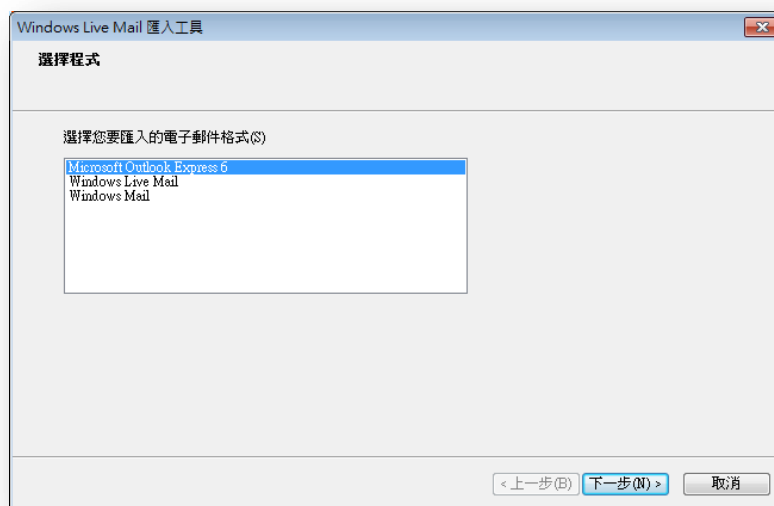 Windows Live Mail 匯入工具
選擇程式
選擇您要匯入的電子郵件格式(S)
Microsoft Outlook Express 6
Windows Live Mail
Windows Mail
<上一步(B) 下一步(N) > 取消